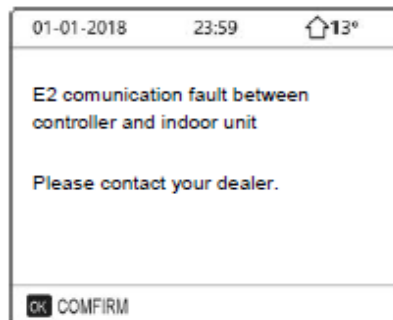 01-01-2018 23:59 13°
E2 comunication fault between
controller and indoor unit
Please contact your dealer.
OK COMFIRM